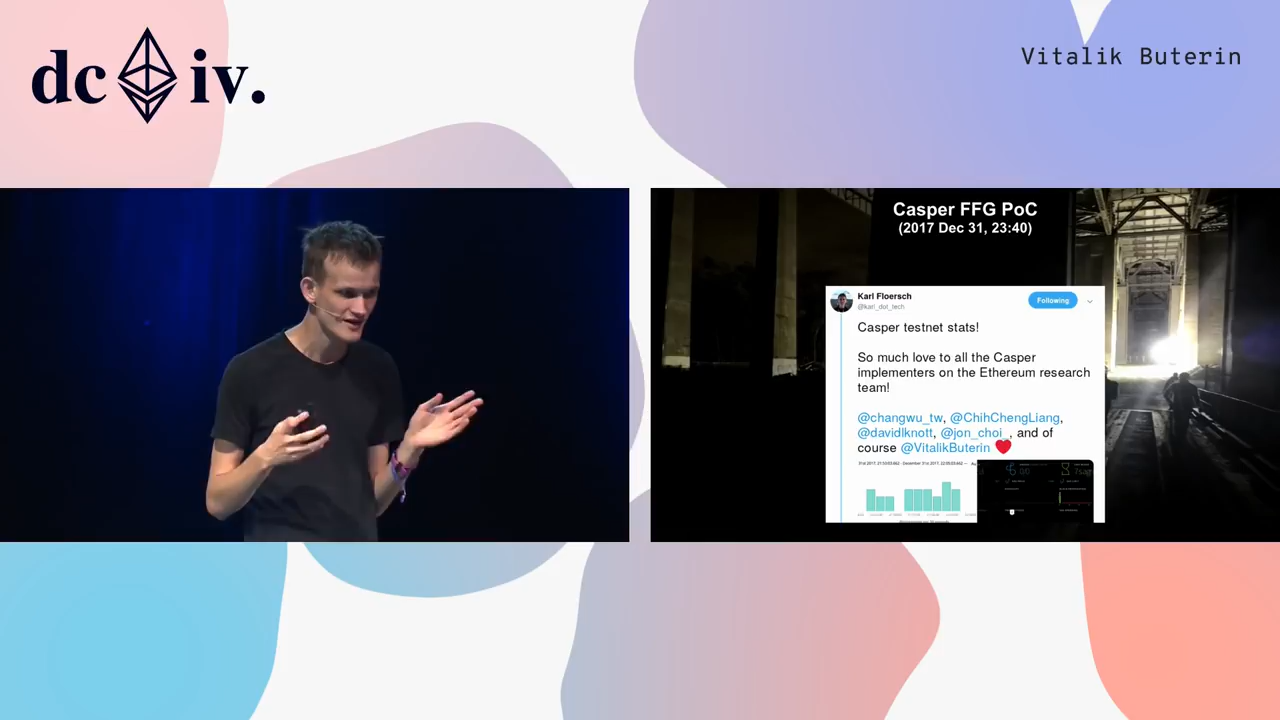 dc iv.
Vitalik Buterin
Casper FFG PoC
(2017 Dec 31, 23:40)
Karl Floersch
@karl_dot_tech
Following
Casper testnet stats!
So much love to all the Casper
implementers on the Ethereum research
team!
@changwu_tw, @ChihChengLiang,
@davidlknott, @jon_choi_, and of
course @VitalikButerin ❤